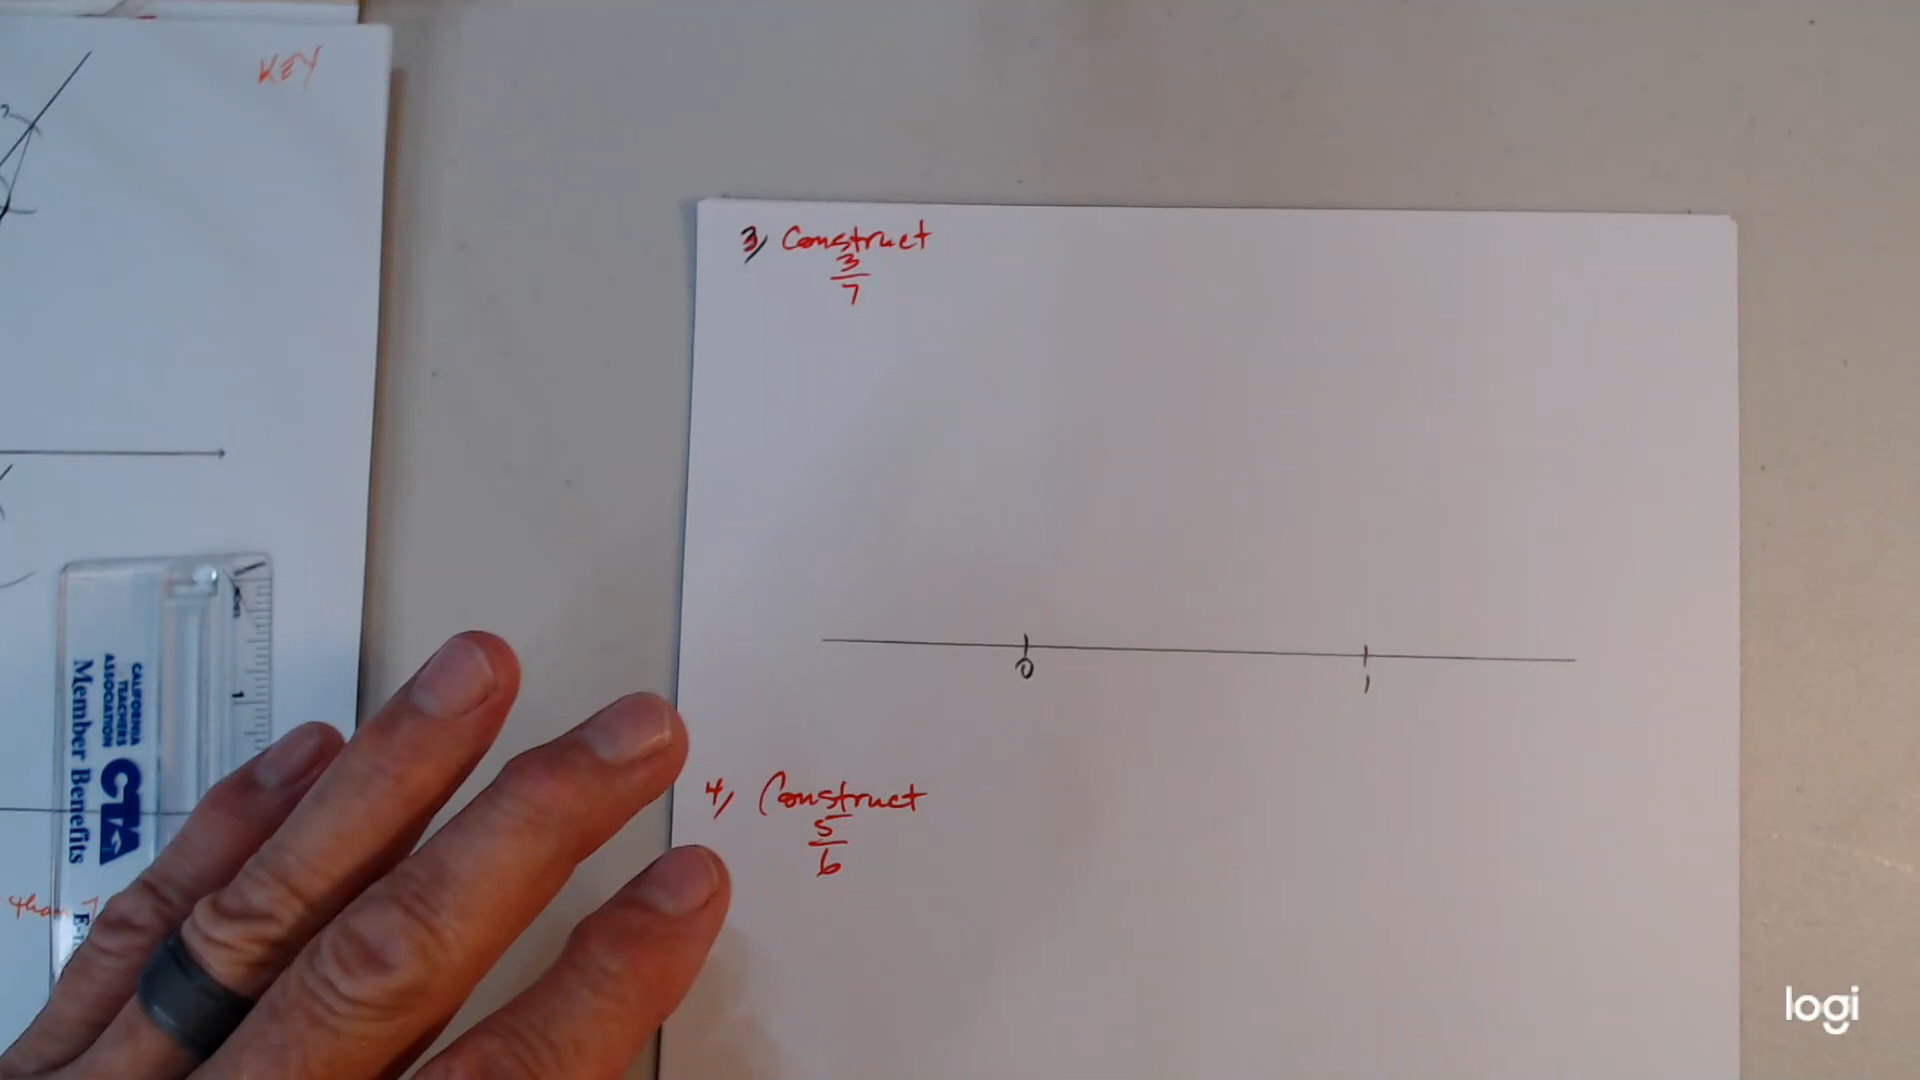 KEY
3) Construct
3
7
0
1
4) Construct
5
6
than
1
CALIFORNIA
TEACHERS
ASSOCIATION
CTA
Member Benefits
logi